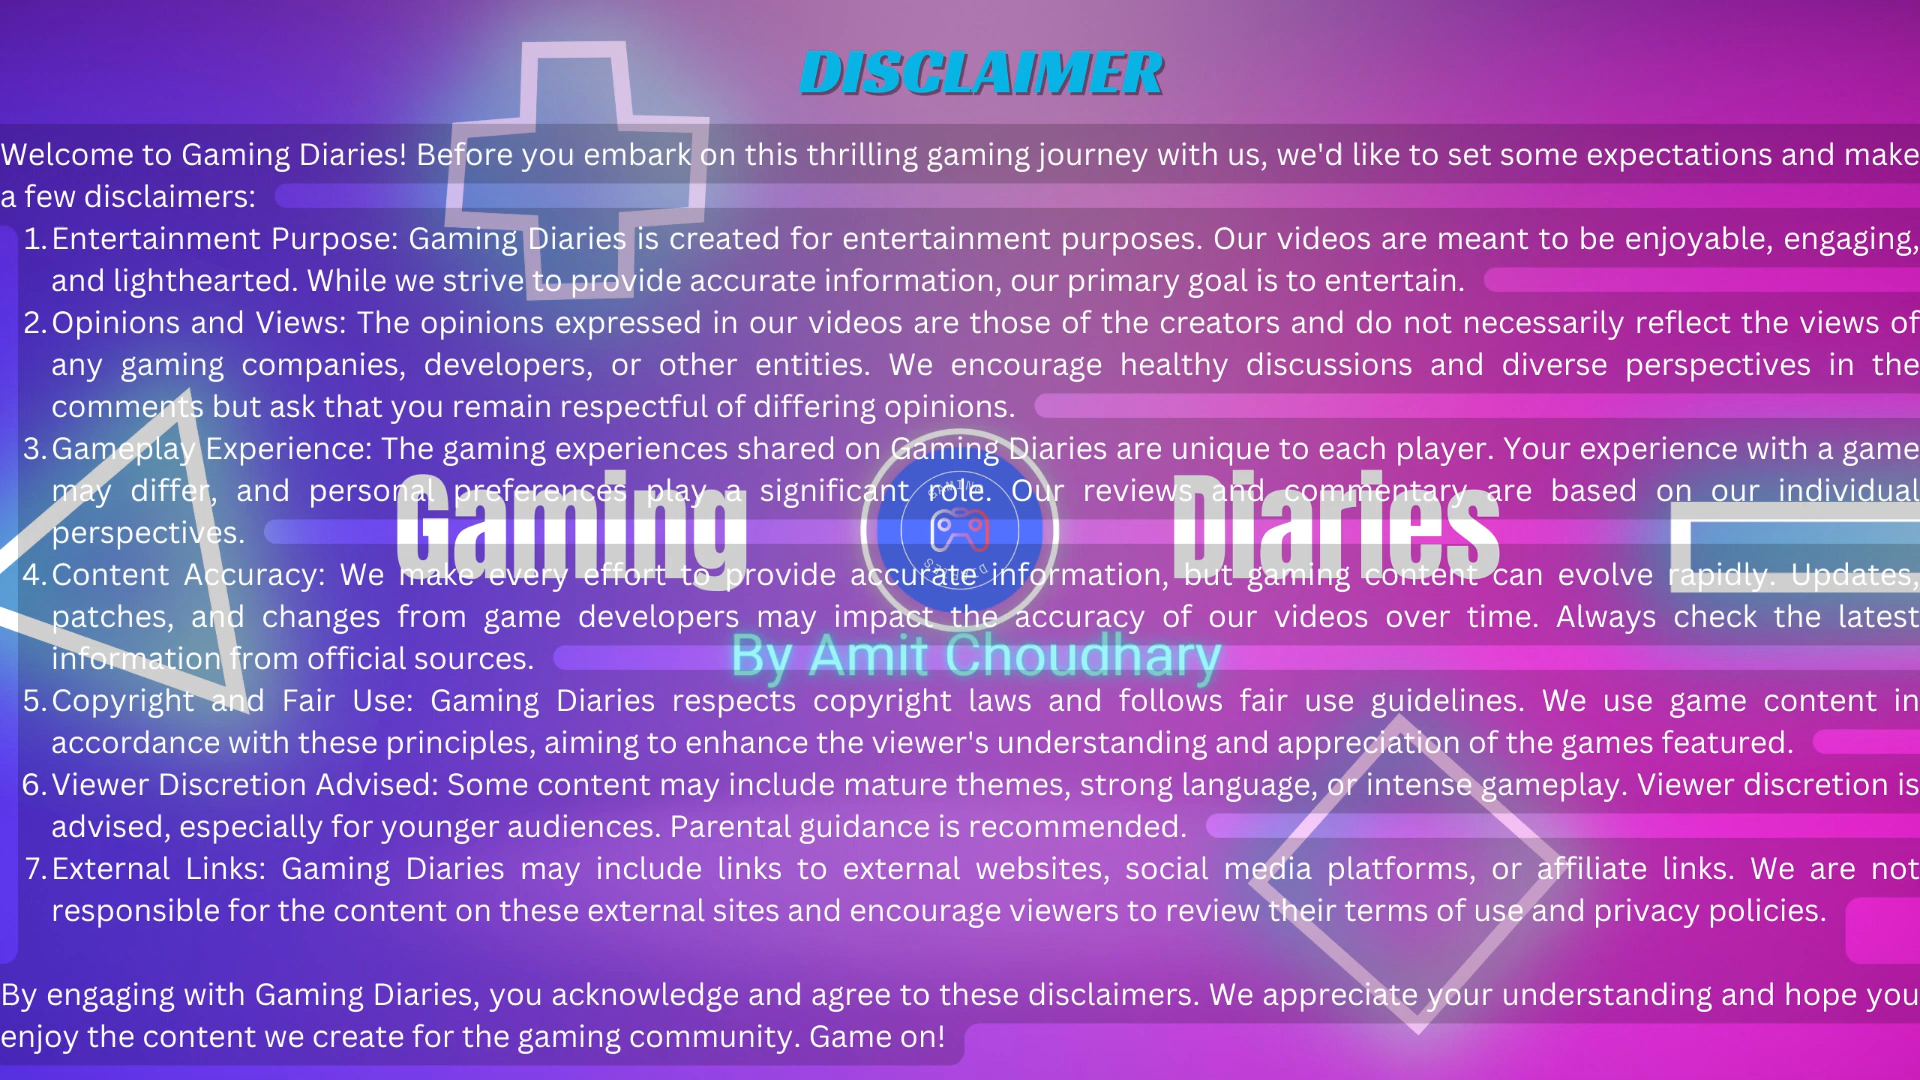 DISCLAIMER
Welcome to Gaming Diaries! Before you embark on this thrilling gaming journey with us, we'd like to set some expectations and make
a few disclaimers:
1. Entertainment Purpose: Gaming Diaries is created for entertainment purposes. Our videos are meant to be enjoyable, engaging,
and lighthearted. While we strive to provide accurate information, our primary goal is to entertain.
2. Opinions and Views: The opinions expressed in our videos are those of the creators and do not necessarily reflect the views of
any gaming companies, developers, or other entities. We encourage healthy discussions and diverse perspectives in the
comments but ask that you remain respectful of differing opinions.
3. Gameplay Experience: The gaming experiences shared on Gaming Diaries are unique to each player. Your experience with a game
may differ, and personal preferences play a significant role. Our reviews and commentary are based on our individual
perspectives.
Gaming Diaries
GAMING
DIARIES
4. Content Accuracy: We make every effort to provide accurate information, but gaming content can evolve rapidly. Updates,
patches, and changes from game developers may impact the accuracy of our videos over time. Always check the latest
information from official sources.
By Amit Choudhary
5. Copyright and Fair Use: Gaming Diaries respects copyright laws and follows fair use guidelines. We use game content in
accordance with these principles, aiming to enhance the viewer's understanding and appreciation of the games featured.
6. Viewer Discretion Advised: Some content may include mature themes, strong language, or intense gameplay. Viewer discretion is
advised, especially for younger audiences. Parental guidance is recommended.
7. External Links: Gaming Diaries may include links to external websites, social media platforms, or affiliate links. We are not
responsible for the content on these external sites and encourage viewers to review their terms of use and privacy policies.
By engaging with Gaming Diaries, you acknowledge and agree to these disclaimers. We appreciate your understanding and hope you
enjoy the content we create for the gaming community. Game on!